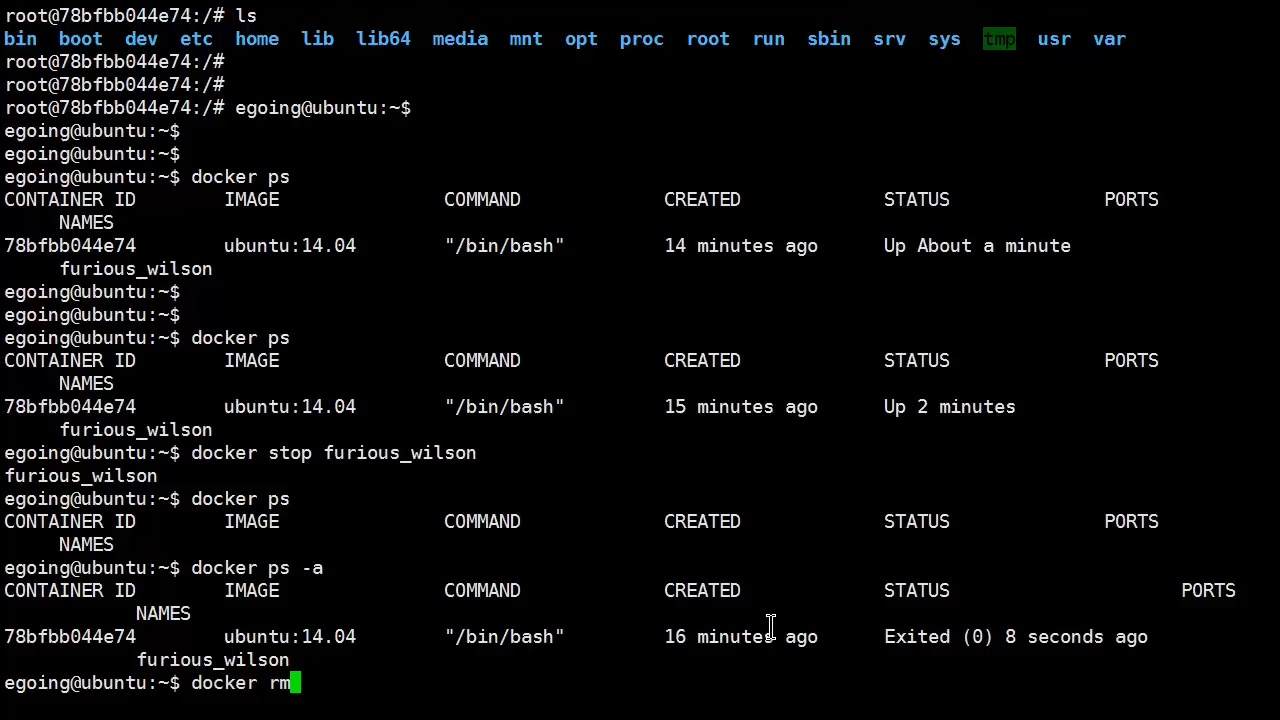 root@78bfbb044e74:/# ls
bin boot dev etc home lib lib64 media mnt opt proc root run sbin srv sys tmp usr var
root@78bfbb044e74:/#
root@78bfbb044e74:/#
root@78bfbb044e74:/# egoing@ubuntu:~$
egoing@ubuntu:~$
egoing@ubuntu:~$
egoing@ubuntu:~$ docker ps
CONTAINER ID IMAGE COMMAND CREATED STATUS PORTS
NAMES
78bfbb044e74 ubuntu:14.04 "/bin/bash" 14 minutes ago Up About a minute
furious_wilson
egoing@ubuntu:~$
egoing@ubuntu:~$
egoing@ubuntu:~$ docker ps
CONTAINER ID IMAGE COMMAND CREATED STATUS PORTS
NAMES
78bfbb044e74 ubuntu:14.04 "/bin/bash" 15 minutes ago Up 2 minutes
furious_wilson
egoing@ubuntu:~$ docker stop furious_wilson
furious_wilson
egoing@ubuntu:~$ docker ps
CONTAINER ID IMAGE COMMAND CREATED STATUS PORTS
NAMES
egoing@ubuntu:~$ docker ps -a
CONTAINER ID IMAGE COMMAND CREATED STATUS PORTS
NAMES
78bfbb044e74 ubuntu:14.04 "/bin/bash" 16 minutes ago Exited (0) 8 seconds ago
furious_wilson
egoing@ubuntu:~$ docker rm